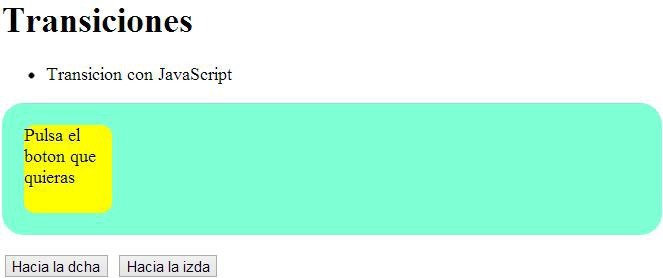 Transiciones
Transicion con JavaScript
Pulsa el
boton que
quieras
Hacia la dcha Hacia la izda